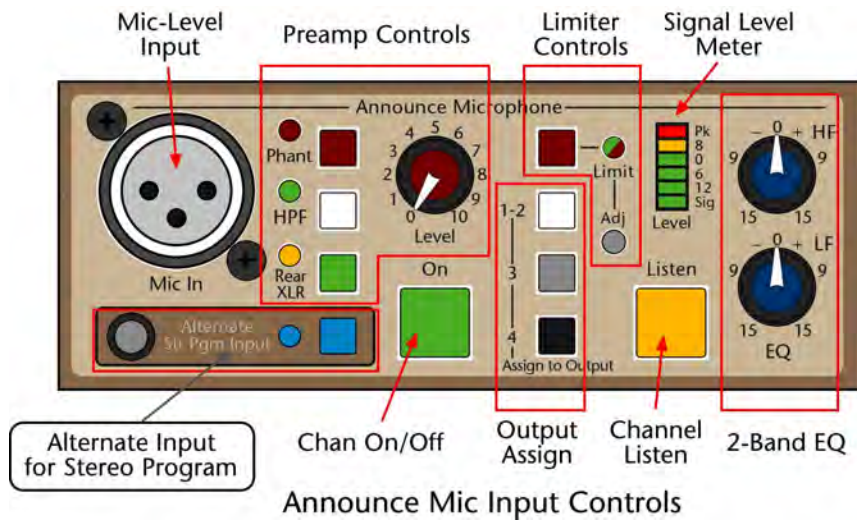 Mic-Level
Input
Preamp Controls
Limiter
Controls
Signal Level
Meter
Announce Microphone
Phant
HPF
Rear
XLR
0
1
2
3
4
5
6
7
8
9
10
Level
Limit
Adj
Pk
8
0
6
12
Sig
Level
– 0 + HF
9 9
15 15
– 0 + LF
9 9
15 15
EQ
Mic In
On
1-2
3
4
Assign to Output
Listen
Alternate
Str Pgm Input
Alternate Input
for Stereo Program
Chan On/Off
Output
Assign
Channel
Listen
2-Band EQ
Announce Mic Input Controls